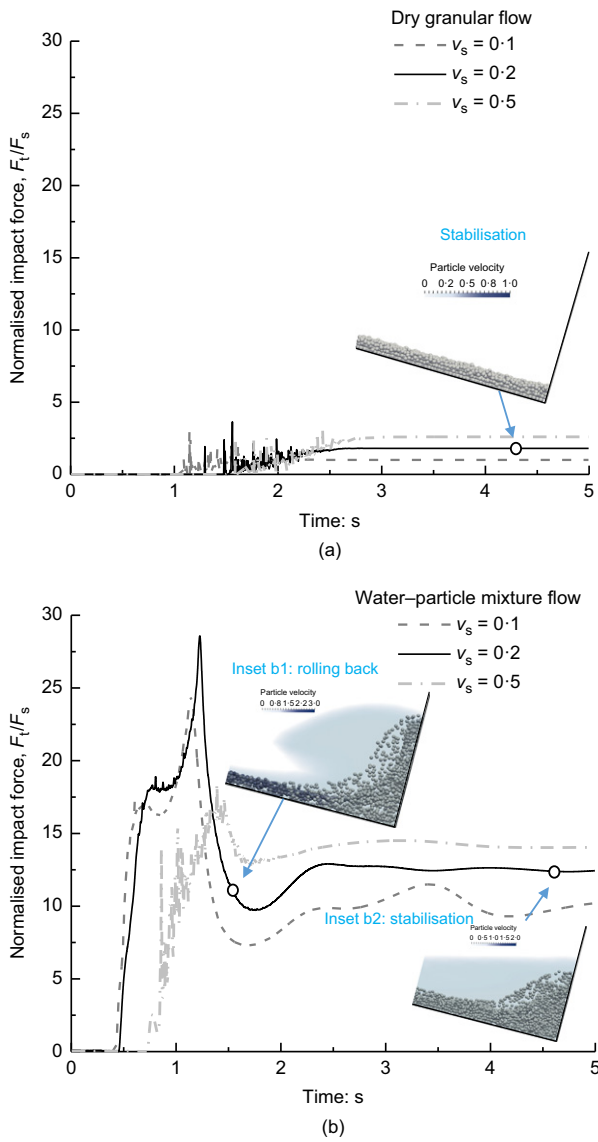 Dry granular flow
vs = 0·1
vs = 0·2
vs = 0·5
Normalised impact force, Ft/Fs
30
25
20
15
10
5
0
Stabilisation
Particle velocity
0 0·2 0·5 0·8 1·0
0 1 2 3 4 5
Time: s
(a)
Water–particle mixture flow
vs = 0·1
vs = 0·2
vs = 0·5
Normalised impact force, Ft/Fs
30
25
20
15
10
5
0
Inset b1: rolling back
Particle velocity
0 0·8 1·5 2·2 3·0
Inset b2: stabilisation
Particle velocity
0 0·5 1·0 1·5 2·0
0 1 2 3 4 5
Time: s
(b)